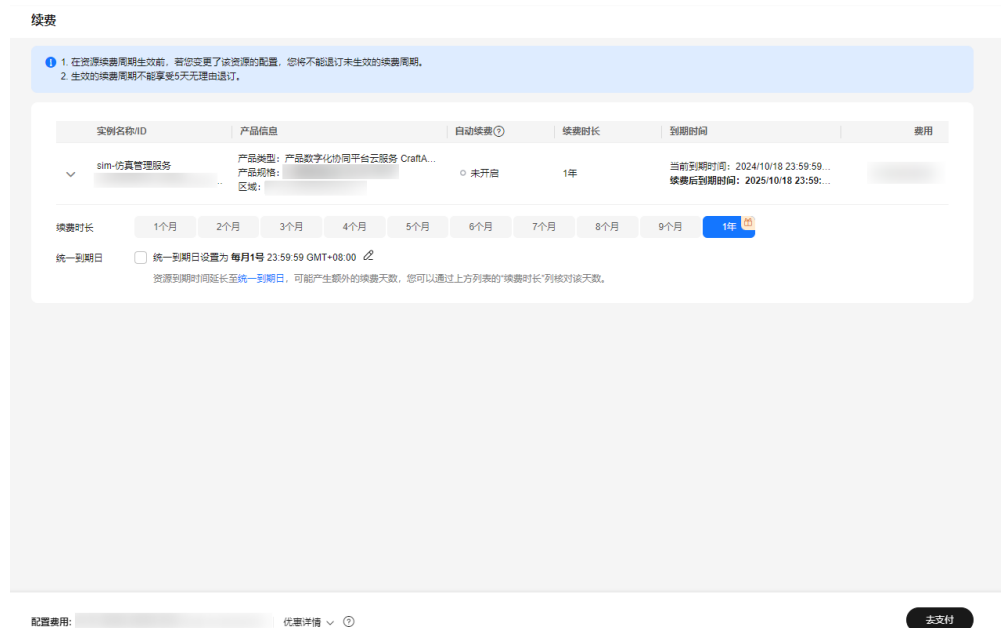 续费
1. 在资源续费周期生效前，若您变更了该资源的配置，您将不能退订未生效的续费周期。
2. 生效的续费周期不能享受5天无理由退订。
实例名称/ID 产品信息 自动续费 续费时长 到期时间 费用
sim-仿真管理服务 产品类型：产品数字化协同平台云服务 CraftA... 未开启 1年 当前到期时间：2024/10/18 23:59:59...
产品规格： 续费后到期时间：2025/10/18 23:59:...
区域：
续费时长 1个月 2个月 3个月 4个月 5个月 6个月 7个月 8个月 9个月 1年
统一到期日 统一到期日设置为 每月1号 23:59:59 GMT+08:00
资源到期时间延长至统一到期日，可能产生额外的续费天数，您可以通过上方列表的“续费时长”列核对该天数。
配置费用: 优惠详情 去支付